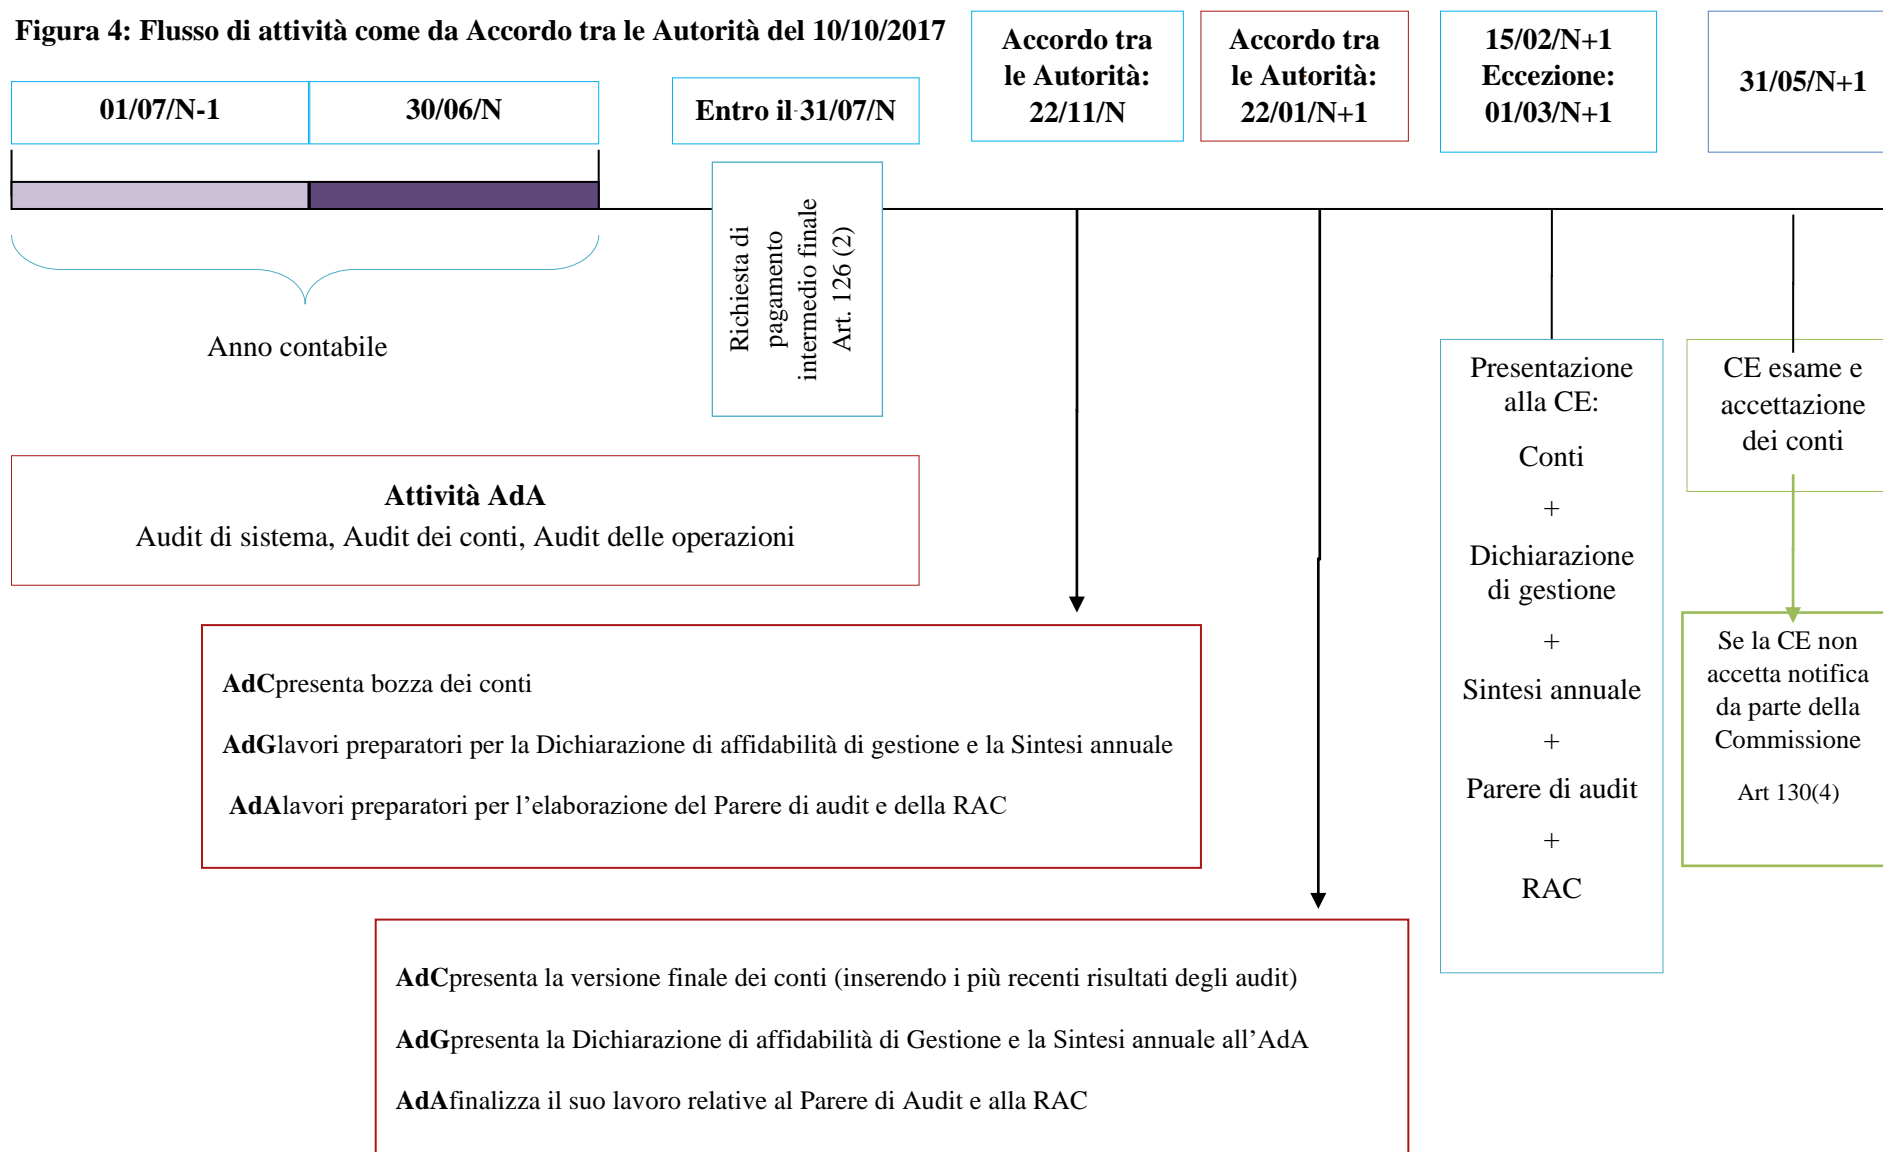 Figura 4: Flusso di attività come da Accordo tra le Autorità del 10/10/2017
01/07/N-1
30/06/N
Entro il 31/07/N
Accordo tra
le Autorità:
22/11/N
Accordo tra
le Autorità:
22/01/N+1
15/02/N+1
Eccezione:
01/03/N+1
31/05/N+1
Richiesta di
pagamento
intermedio finale
Art. 126 (2)
Anno contabile
Attività AdA
Audit di sistema, Audit dei conti, Audit delle operazioni
AdCpresenta bozza dei conti
AdGlavori preparatori per la Dichiarazione di affidabilità di gestione e la Sintesi annuale
AdAlavori preparatori per l’elaborazione del Parere di audit e della RAC
AdCpresenta la versione finale dei conti (inserendo i più recenti risultati degli audit)
AdGpresenta la Dichiarazione di affidabilità di Gestione e la Sintesi annuale all’AdA
AdAfinalizza il suo lavoro relative al Parere di Audit e alla RAC
Presentazione
alla CE:
Conti
+
Dichiarazione
di gestione
+
Sintesi annuale
+
Parere di audit
+
RAC
CE esame e
accettazione
dei conti
Se la CE non
accetta notifica
da parte della
Commissione
Art 130(4)